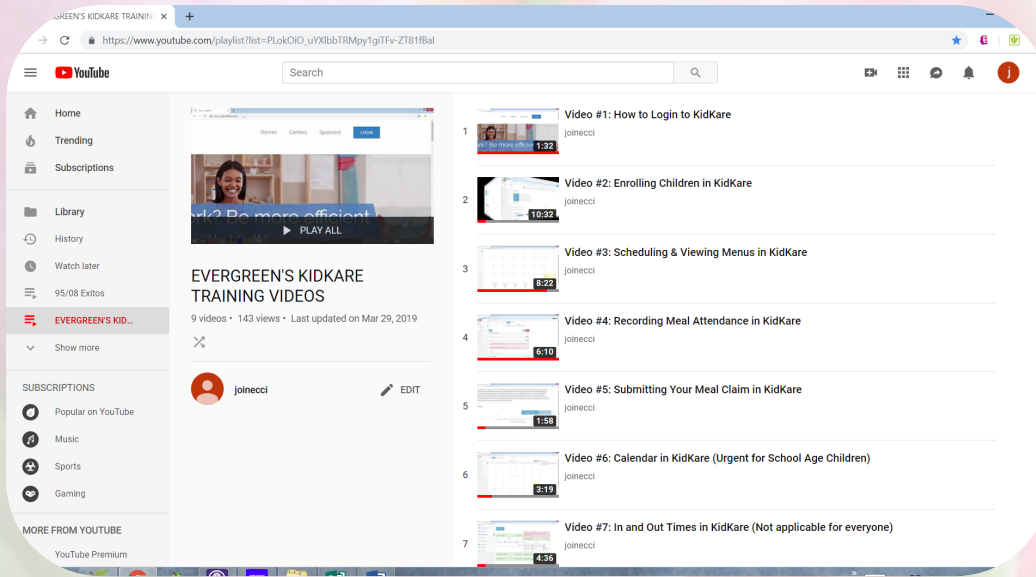 GREEN'S KIDKARE TRAININ
https://www.youtube.com/playlist?list=PLokOiO_uYXlbbTRMpy1giTFv-ZT81fBal
YouTube
Search
j
Home
Trending
Subscriptions
Library
History
Watch later
95/08 Exitos
EVERGREEN'S KID...
Show more
SUBSCRIPTIONS
Popular on YouTube
Music
Sports
Gaming
MORE FROM YOUTUBE
YouTube Premium
Homes Centers Sponsors LOGIN
ork? Be more efficient
PLAY ALL
EVERGREEN'S KIDKARE
TRAINING VIDEOS
9 videos • 143 views • Last updated on Mar 29, 2019
joinecci
EDIT
1
1:32
Video #1: How to Login to KidKare
joinecci
2
10:32
Video #2: Enrolling Children in KidKare
joinecci
3
8:22
Video #3: Scheduling & Viewing Menus in KidKare
joinecci
4
6:10
Video #4: Recording Meal Attendance in KidKare
joinecci
5
1:58
Video #5: Submitting Your Meal Claim in KidKare
joinecci
6
3:19
Video #6: Calendar in KidKare (Urgent for School Age Children)
joinecci
7
4:36
Video #7: In and Out Times in KidKare (Not applicable for everyone)
joinecci